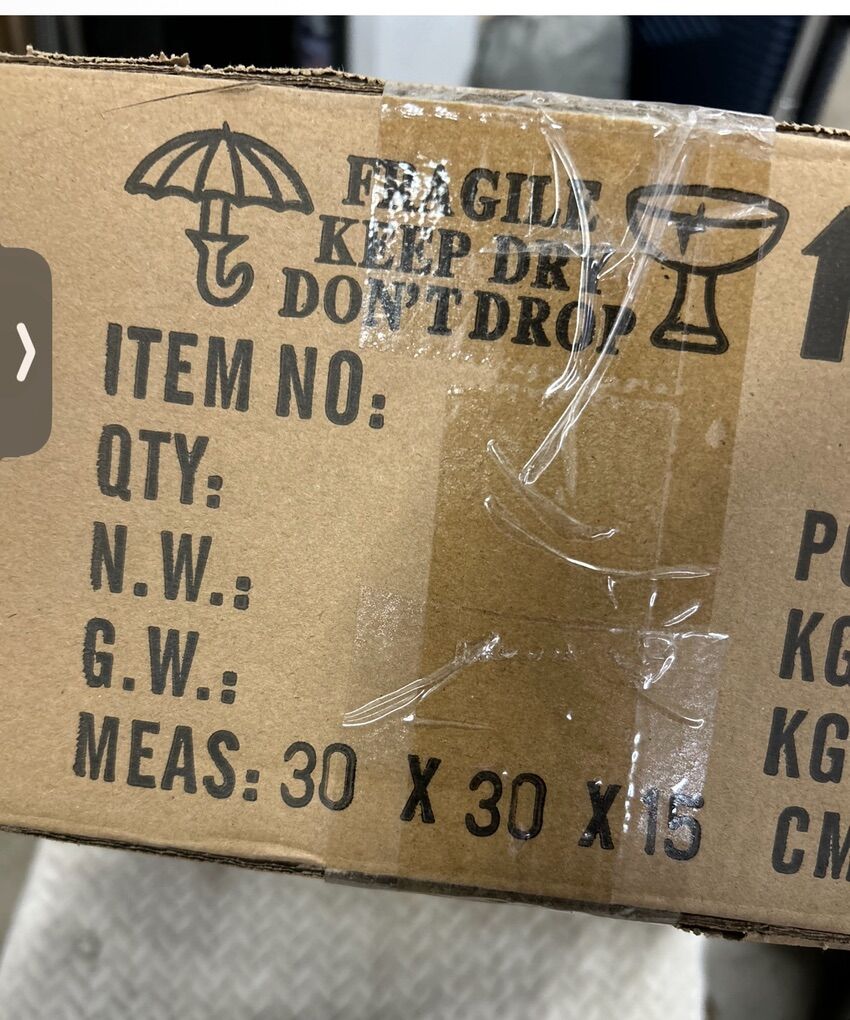 FRAGILE
KEEP DRY
DON'T DROP
ITEM NO:
QTY:
N.W.:
G.W.:
KG
MEAS: 30 X 30 X 15
KG
CM